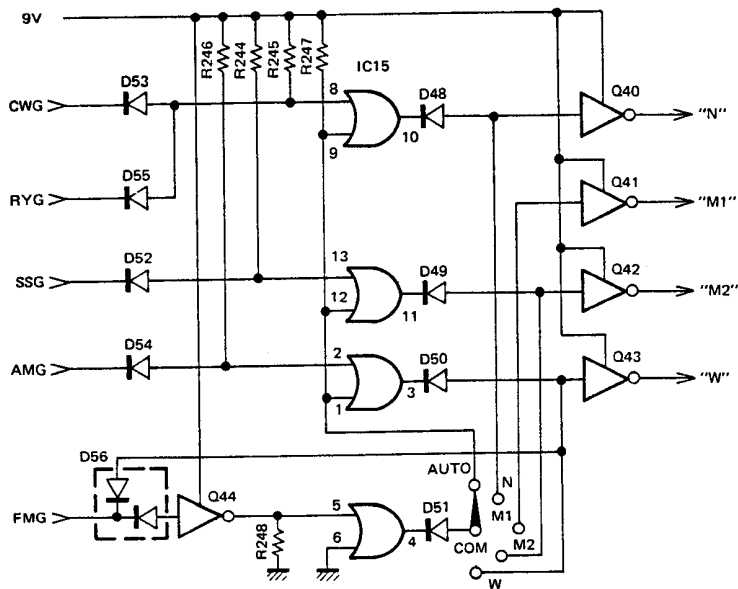 9V
R246
R244
R245
R247
IC15
D53
CWG
8
9
10
D48
Q40
"N"
D55
RYG
Q41
"M1"
D52
SSG
13
12
11
D49
Q42
"M2"
D54
AMG
2
1
3
D50
Q43
"W"
D56
FMG
Q44
R248
5
6
4
D51
AUTO
COM
N
M1
M2
W